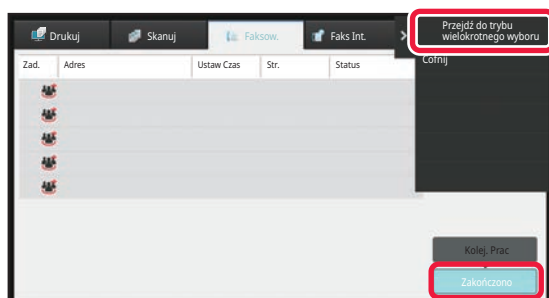 Drukuj
Skanuj
Faksow.
Faks Int.
Przejdź do trybu
wielokrotnego wyboru
Cofnij
Zad.
Adres
Ustaw Czas
Str.
Status
Kolej. Prac
Zakończono